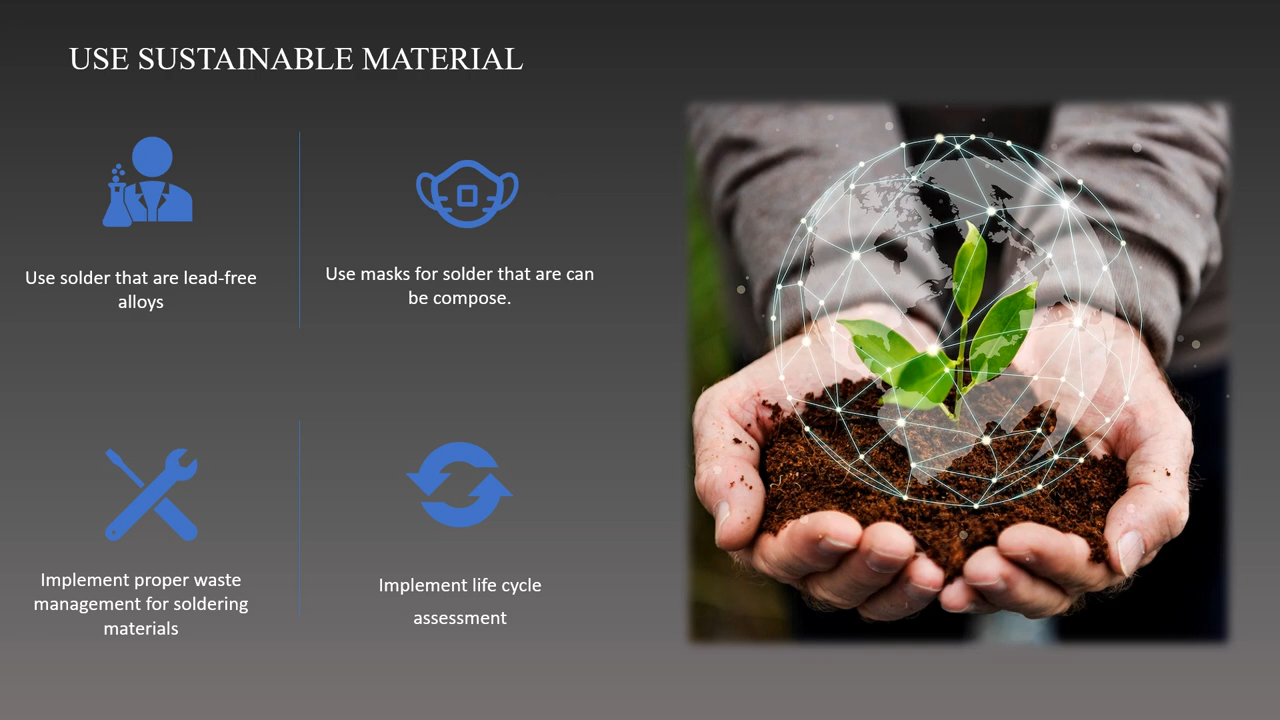 USE SUSTAINABLE MATERIAL
Use solder that are lead-free
alloys
Use masks for solder that are can
be compose.
Implement proper waste
management for soldering
materials
Implement life cycle
assessment